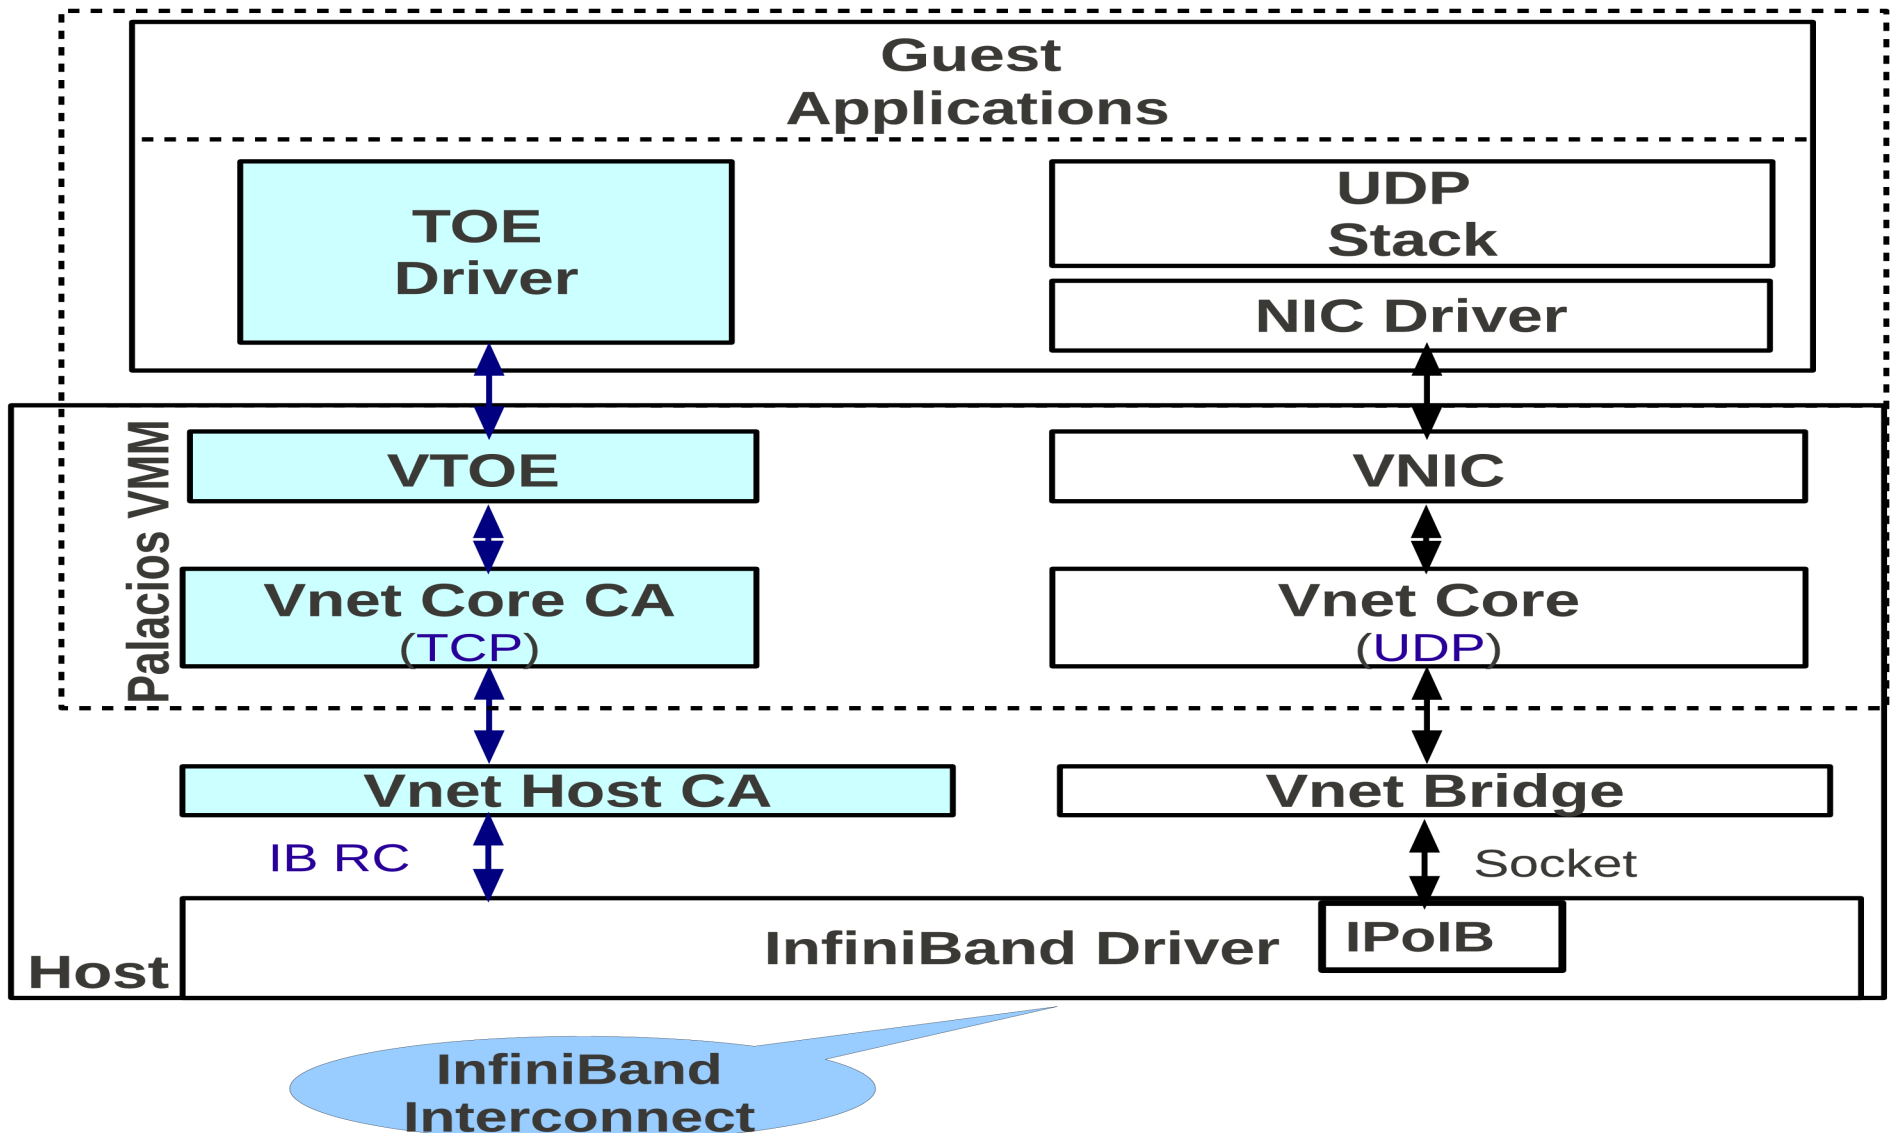 Guest
Applications
TOE
Driver
UDP
Stack
NIC Driver
Palacios VMM
VTOE
VNIC
Vnet Core CA
(TCP)
Vnet Core
(UDP)
Vnet Host CA
Vnet Bridge
IB RC
Socket
Host
InfiniBand Driver
IPoIB
InfiniBand
Interconnect